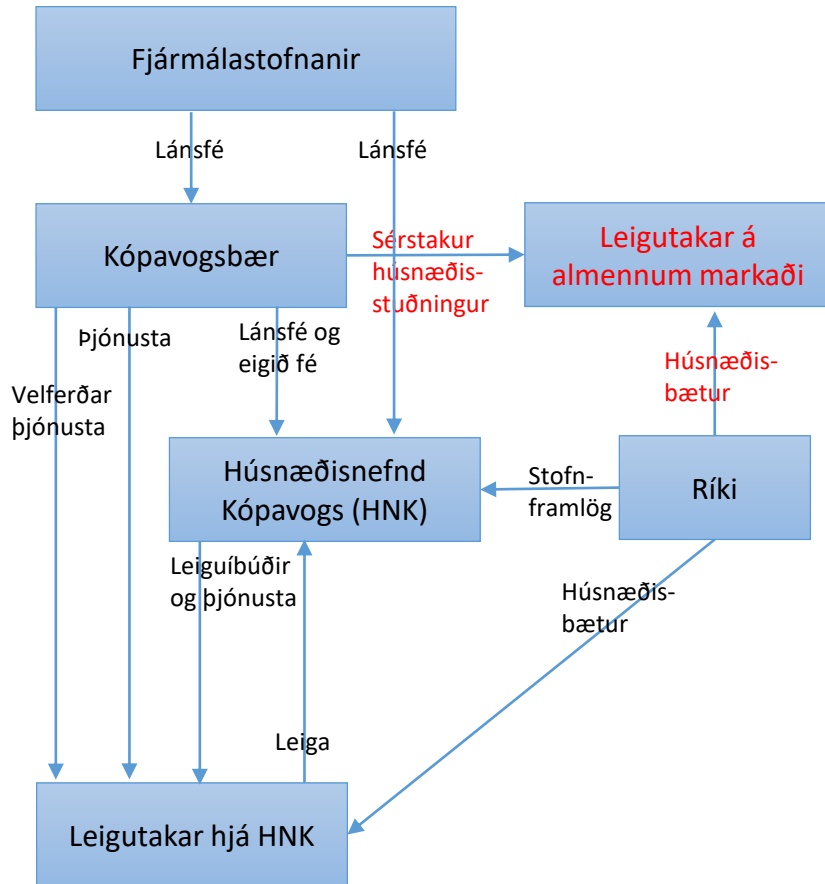 Fjármálastofnanir
Lánsfé
Lánsfé
Kópavogsbær
Sérstakur
húsnæðis-
stuðningur
Leigutakar á
almennum markaði
Þjónusta
Lánsfé og
eigið fé
Velferðar
þjónusta
Húsnæðis-
bætur
Húsnæðisnefnd
Kópavogs (HNK)
Stofn-
framlög
Ríki
Leiguíbúðir
og þjónusta
Húsnæðis-
bætur
Leiga
Leigutakar hjá HNK